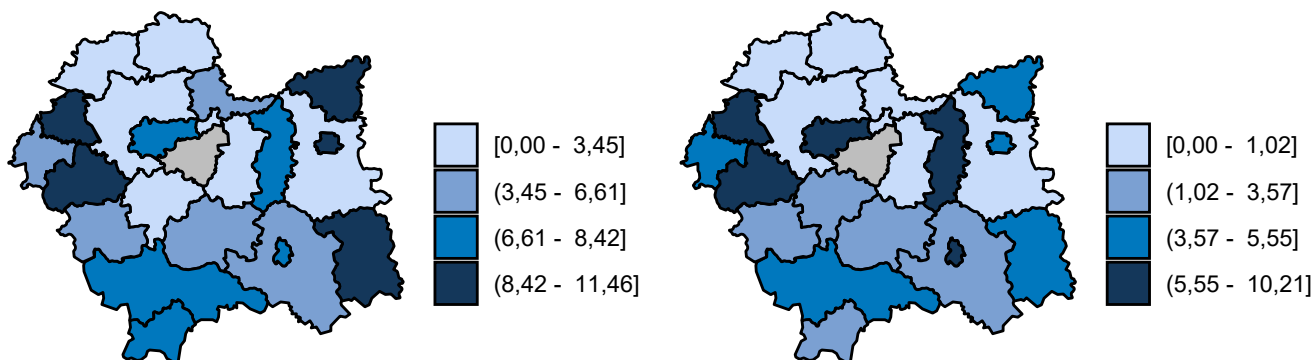 [0,00 - 3,45]
(3,45 - 6,61]
(6,61 - 8,42]
(8,42 - 11,46]
[0,00 - 1,02]
(1,02 - 3,57]
(3,57 - 5,55]
(5,55 - 10,21]